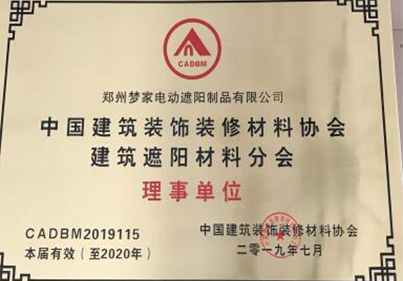 CADBM
郑州梦家电动遮阳制品有限公司
中国建筑装饰装修材料协会
建筑遮阳材料分会
理事单位
CADBM2019115
中国建筑装饰装修材料协会
本届有效（至2020年）
二零一九年七月